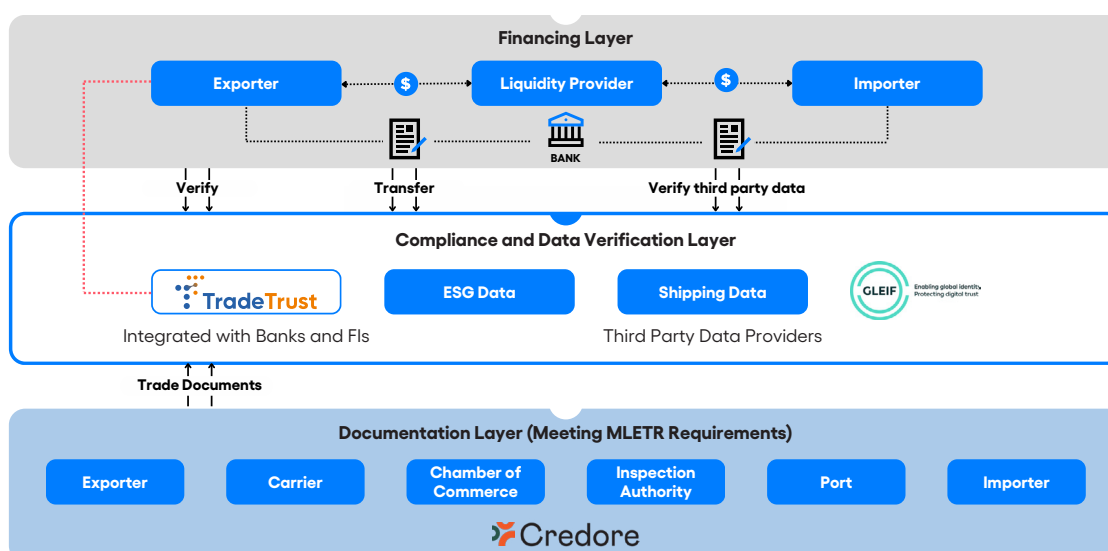 Financing Layer
Exporter
$
Liquidity Provider
$
Importer
BANK
Verify
Transfer
Verify third party data
Compliance and Data Verification Layer
TradeTrust
ESG Data
Shipping Data
GLEIF
Enabling global identity
Protecting digital trust
Integrated with Banks and FIs
Third Party Data Providers
Trade Documents
Documentation Layer (Meeting MLETR Requirements)
Exporter
Carrier
Chamber of
Commerce
Inspection
Authority
Port
Importer
Credore